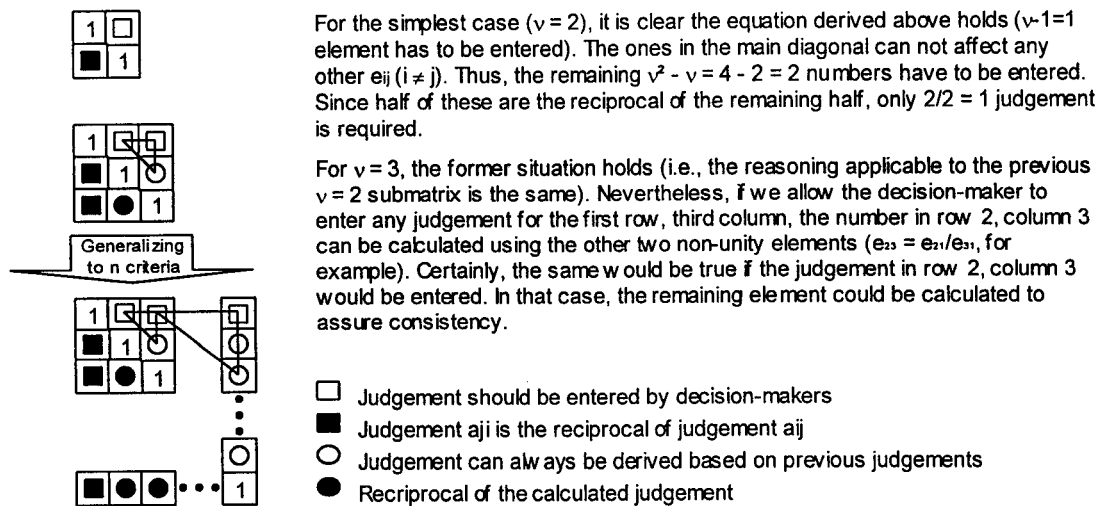 1
1
For the simplest case (ν = 2), it is clear the equation derived above holds (ν-1=1
element has to be entered). The ones in the main diagonal can not affect any
other eij (i ≠ j). Thus, the remaining ν² - ν = 4 - 2 = 2 numbers have to be entered.
Since half of these are the reciprocal of the remaining half, only 2/2 = 1 judgement
is required.
1
1
1
For ν = 3, the former situation holds (i.e., the reasoning applicable to the previous
ν = 2 submatrix is the same). Nevertheless, if we allow the decision-maker to
enter any judgement for the first row, third column, the number in row 2, column 3
can be calculated using the other two non-unity elements (e₂₃ = e₂₁/e₃₁, for
example). Certainly, the same would be true if the judgement in row 2, column 3
would be entered. In that case, the remaining element could be calculated to
assure consistency.
Generalizing
to n criteria
1
1
1
1
Judgement should be entered by decision-makers
Judgement aji is the reciprocal of judgement aij
Judgement can always be derived based on previous judgements
Recriprocal of the calculated judgement